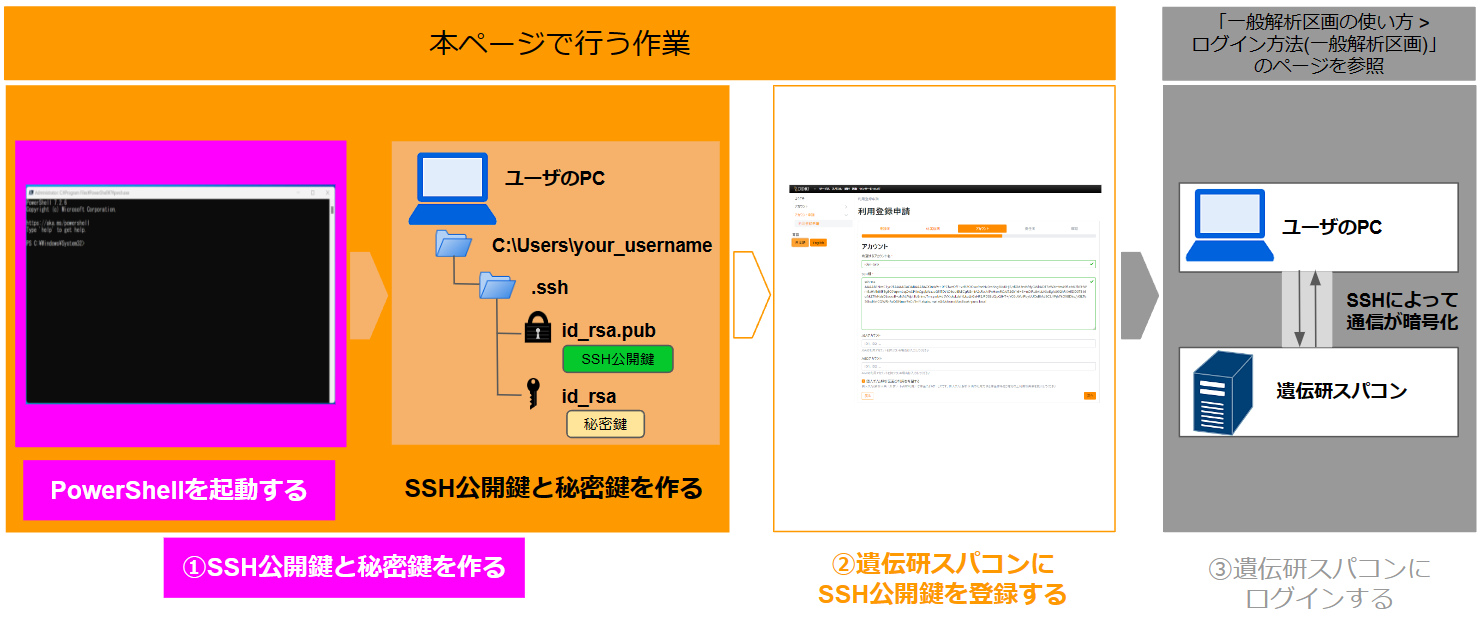 本ページで行う作業
「一般解析区画の使い方 >
ログイン方法(一般解析区画)」
のページを参照
PowerShell 7.2.6
Copyright (c) Microsoft Corporation.
https://aka.ms/powershell
Type 'help' to get help.
PS C:\Windows\System32>
PowerShellを起動する
ユーザのPC
C:\Users\your_username
.ssh
id_rsa.pub
SSH公開鍵
id_rsa
秘密鍵
SSH公開鍵と秘密鍵を作る
①SSH公開鍵と秘密鍵を作る
利用登録申請
アカウント
②遺伝研スパコンに
SSH公開鍵を登録する
ユーザのPC
SSHによって
通信が暗号化
遺伝研スパコン
③遺伝研スパコンに
ログインする